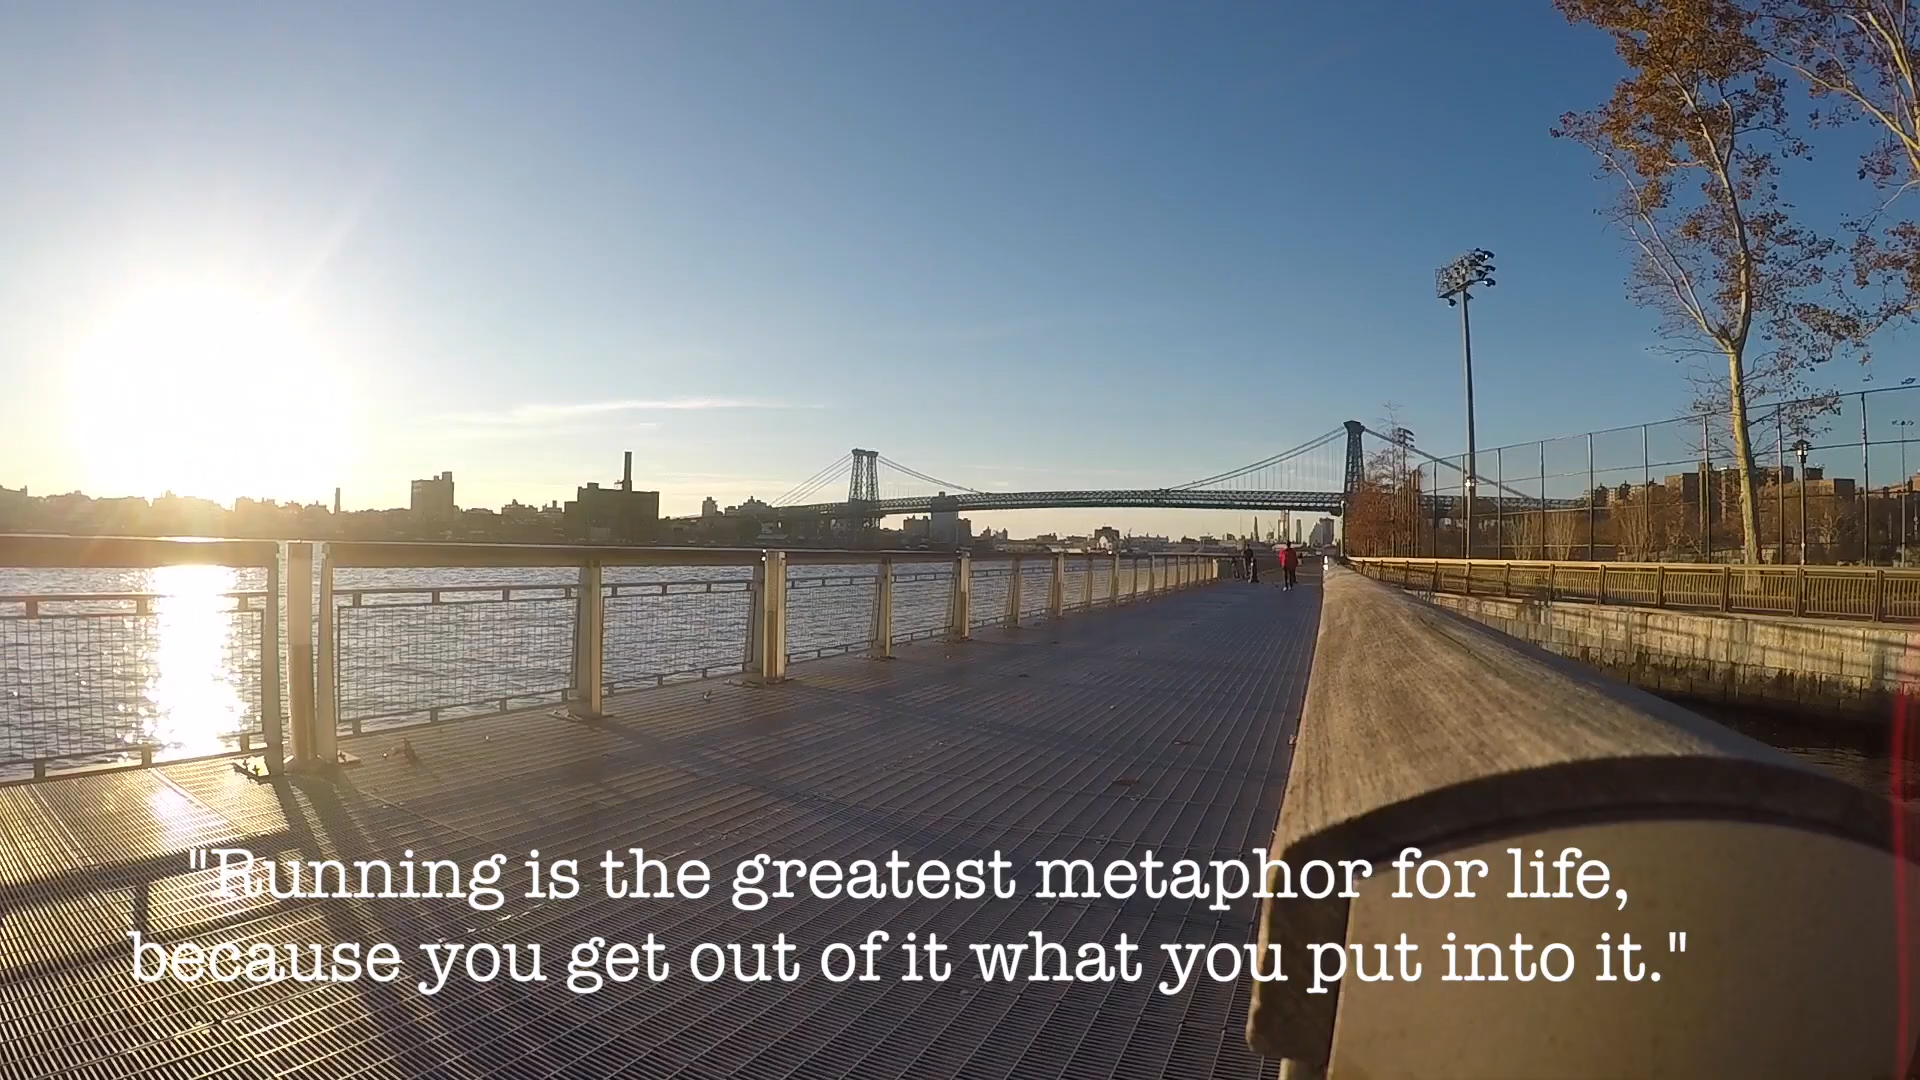 "Running is the greatest metaphor for life,
because you get out of it what you put into it."